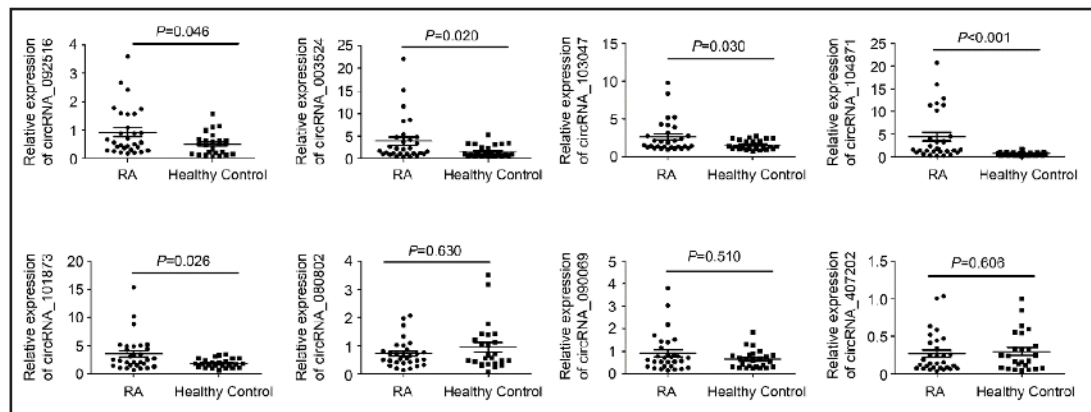 Relative expression
of circRNA_092516
P=0.046
4
3
2
1
0
RA
Healthy Control
Relative expression
of circRNA_003524
P=0.020
25
20
15
10
5
0
RA
Healthy Control
Relative expression
of circRNA_103047
P=0.030
15
10
5
0
RA
Healthy Control
Relative expression
of circRNA_104871
P<0.001
25
20
15
10
5
0
RA
Healthy Control
Relative expression
of circRNA_101873
P=0.026
20
15
10
5
0
RA
Healthy Control
Relative expression
of circRNA_080802
P=0.630
4
3
2
1
0
RA
Healthy Control
Relative expression
of circRNA_090069
P=0.510
5
4
3
2
1
0
RA
Healthy Control
Relative expression
of circRNA_407202
P=0.606
1.5
1.0
0.5
0.0
RA
Healthy Control